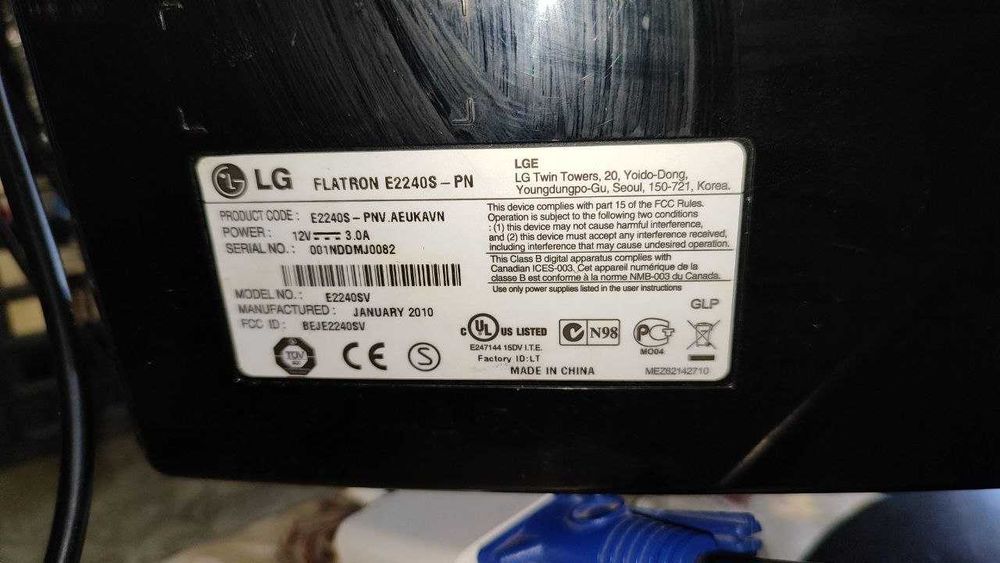 LG FLATRON E2240S-PN
PRODUCT CODE : E2240S-PNV.AEUKAVN
POWER : 12V 3.0A
SERIAL NO. : 001NDDMJ0082
MODEL NO. : E2240SV
MANUFACTURED : JANUARY 2010
FCC ID : BEJE2240SV
TÜV
CE
S
LGE
LG Twin Towers, 20, Yoido-Dong,
Youngdungpo-Gu, Seoul, 150-721, Korea.
This device complies with part 15 of the FCC Rules.
Operation is subject to the following two conditions
: (1) this device may not cause harmful interference,
and (2) this device must accept any interference received,
including interference that may cause undesired operation.
This Class B digital apparatus complies with
Canadian ICES-003. Cet appareil numérique de la
classe B est conforme à la norme NMB-003 du Canada.
Use only power supplies listed in the user instructions
GLP
c UL US LISTED
E247144 15DV I.T.E.
Factory ID:LT
N98
MO04
MADE IN CHINA
MEZ62142710